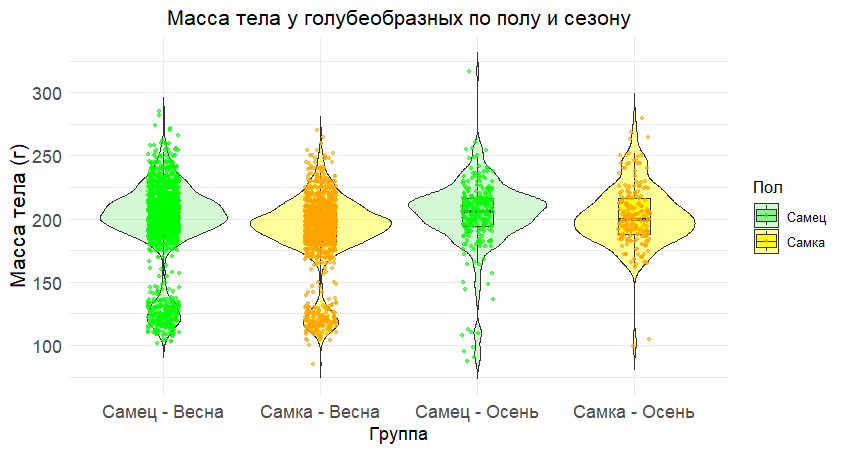 Масса тела у голубеобразных по полу и сезону
Масса тела (г)
300
250
200
150
100
Самец - Весна
Самка - Весна
Самец - Осень
Самка - Осень
Группа
Пол
Самец
Самка